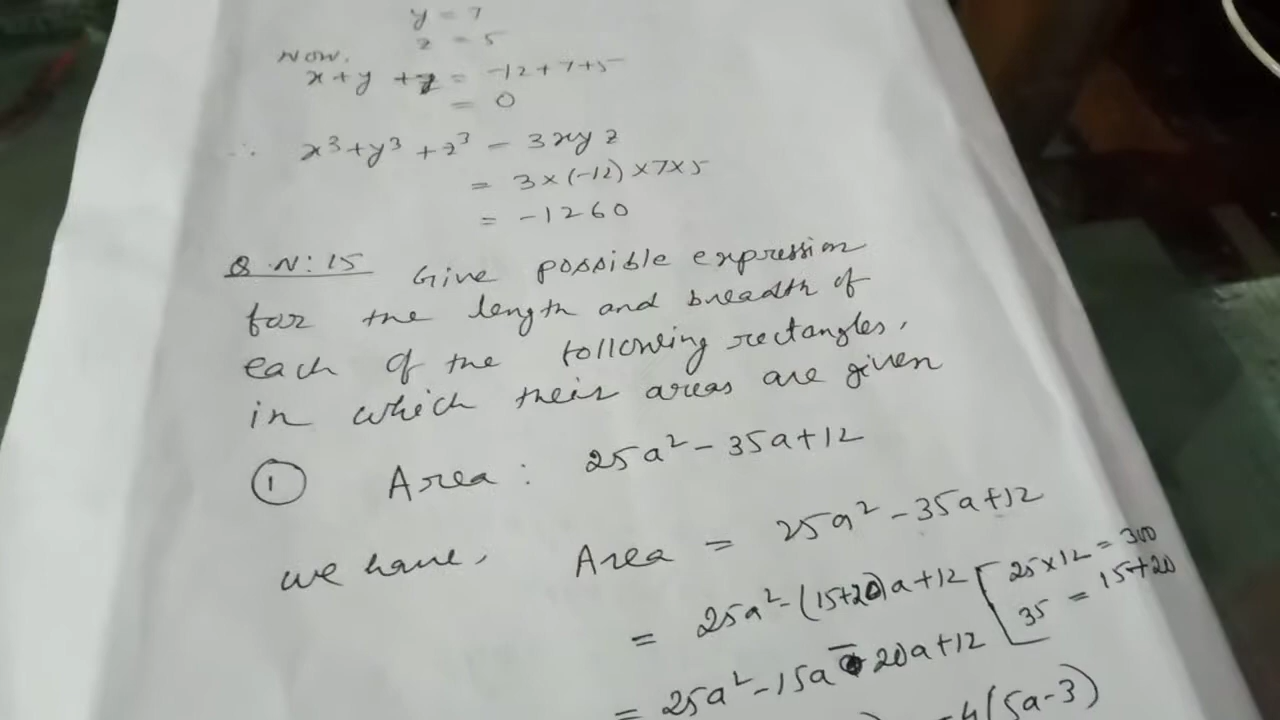 y = 7
z = 5
Now,
x+y +z = -12+7+5
= 0
∴ x³+y³+z³ - 3xyz
= 3×(-12)×7×5
= -1260
Q.N: 15 Give possible expression
for the length and breadth of
each of the following rectangles,
in which their areas are given
① Area : 25a²-35a+12
we have, Area = 25a²-35a+12
= 25a²-(15+20)a+12 [25×12=300
35 = 15+20
= 25a²-15a-20a+12
) -4(5a-3)